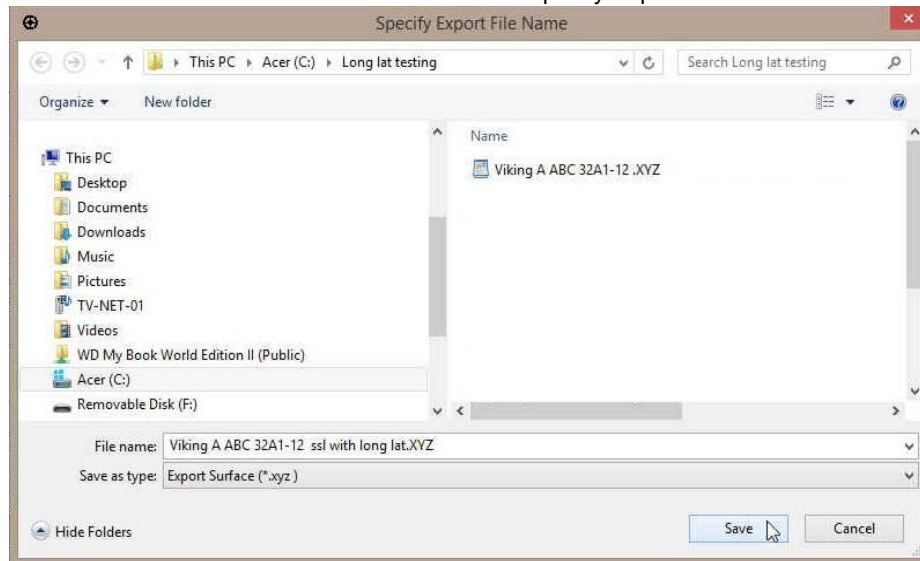 Specify Export File Name
This PC Acer (C:) Long lat testing
Search Long lat testing
Organize New folder
Name
This PC
Viking A ABC 32A1-12 .XYZ
Desktop
Documents
Downloads
Music
Pictures
TV-NET-01
Videos
WD My Book World Edition II (Public)
Acer (C:)
Removable Disk (F:)
File name: Viking A ABC 32A1-12 ssl with long lat.XYZ
Save as type: Export Surface (*.xyz )
Hide Folders
Save
Cancel